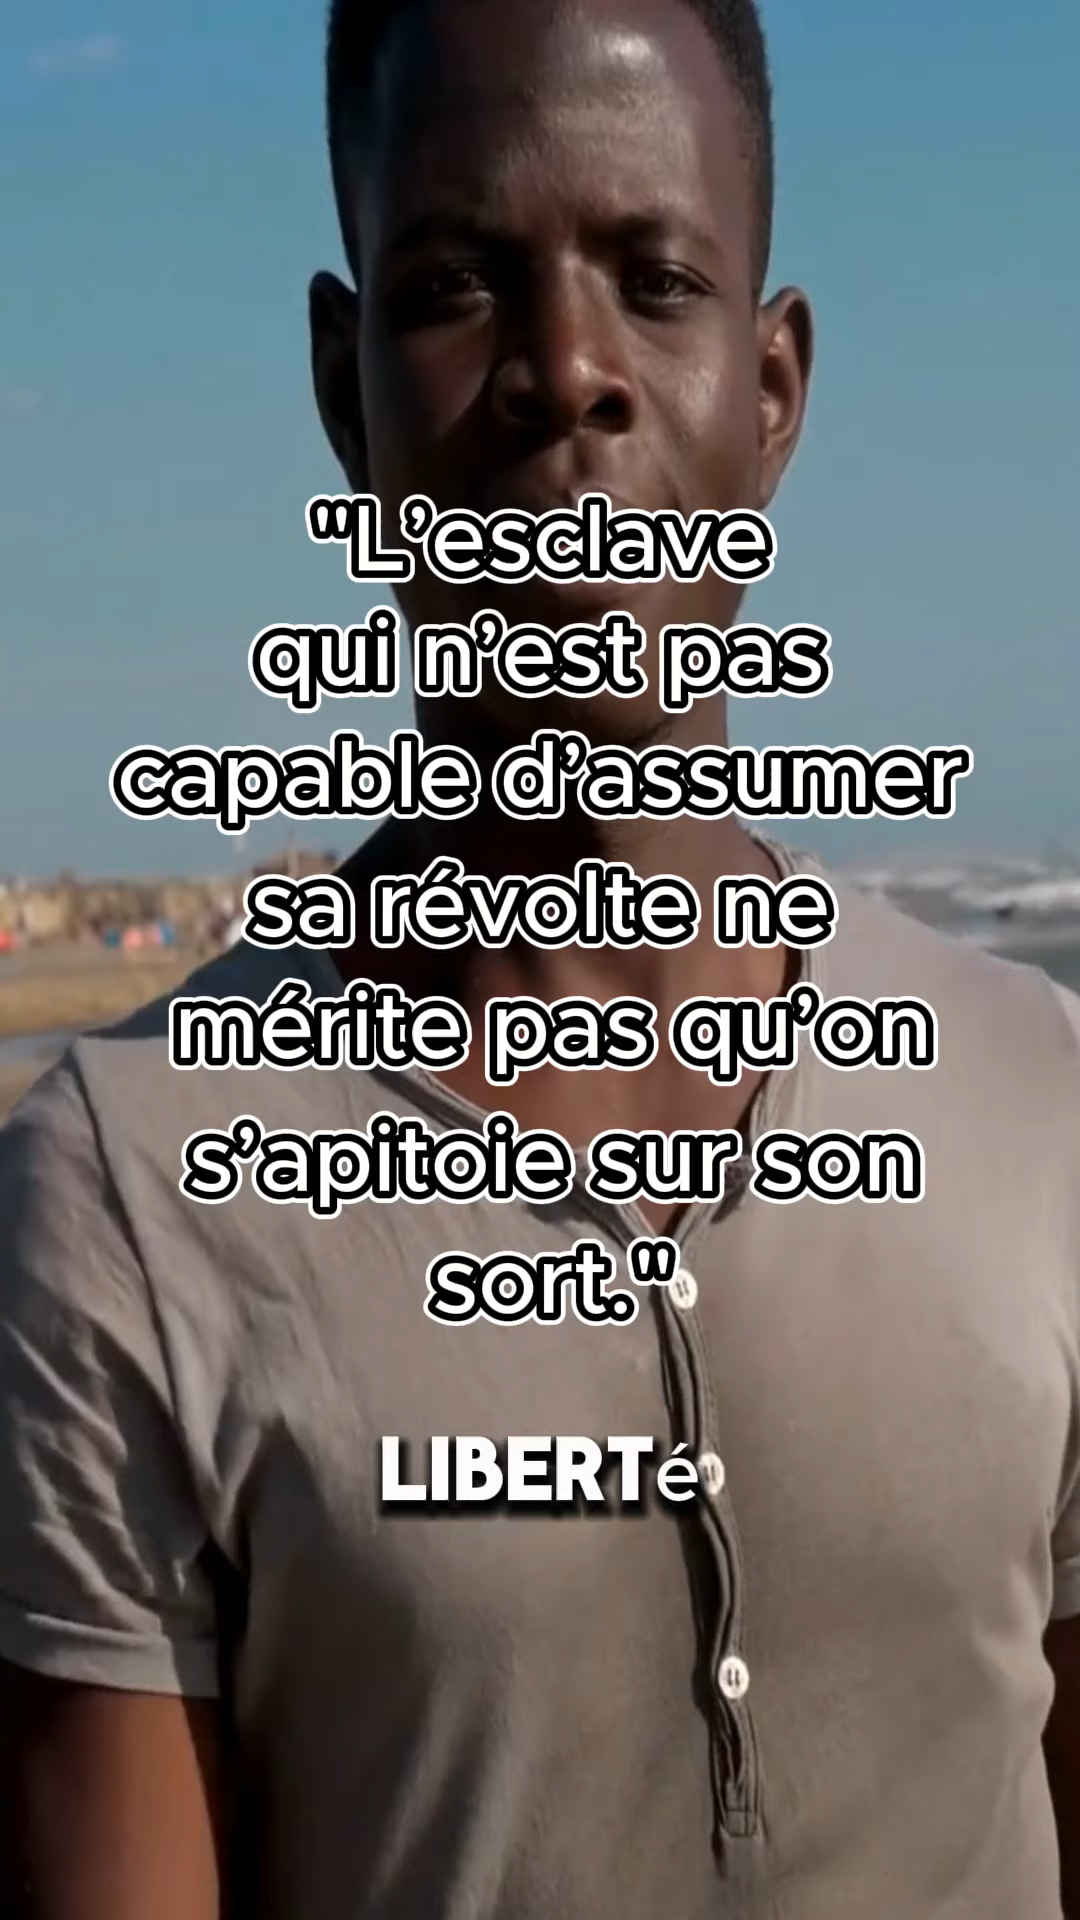 "L’esclave
qui n’est pas
capable d’assumer
sa révolte ne
mérite pas qu’on
s’apitoie sur son
sort."
LIBERTé